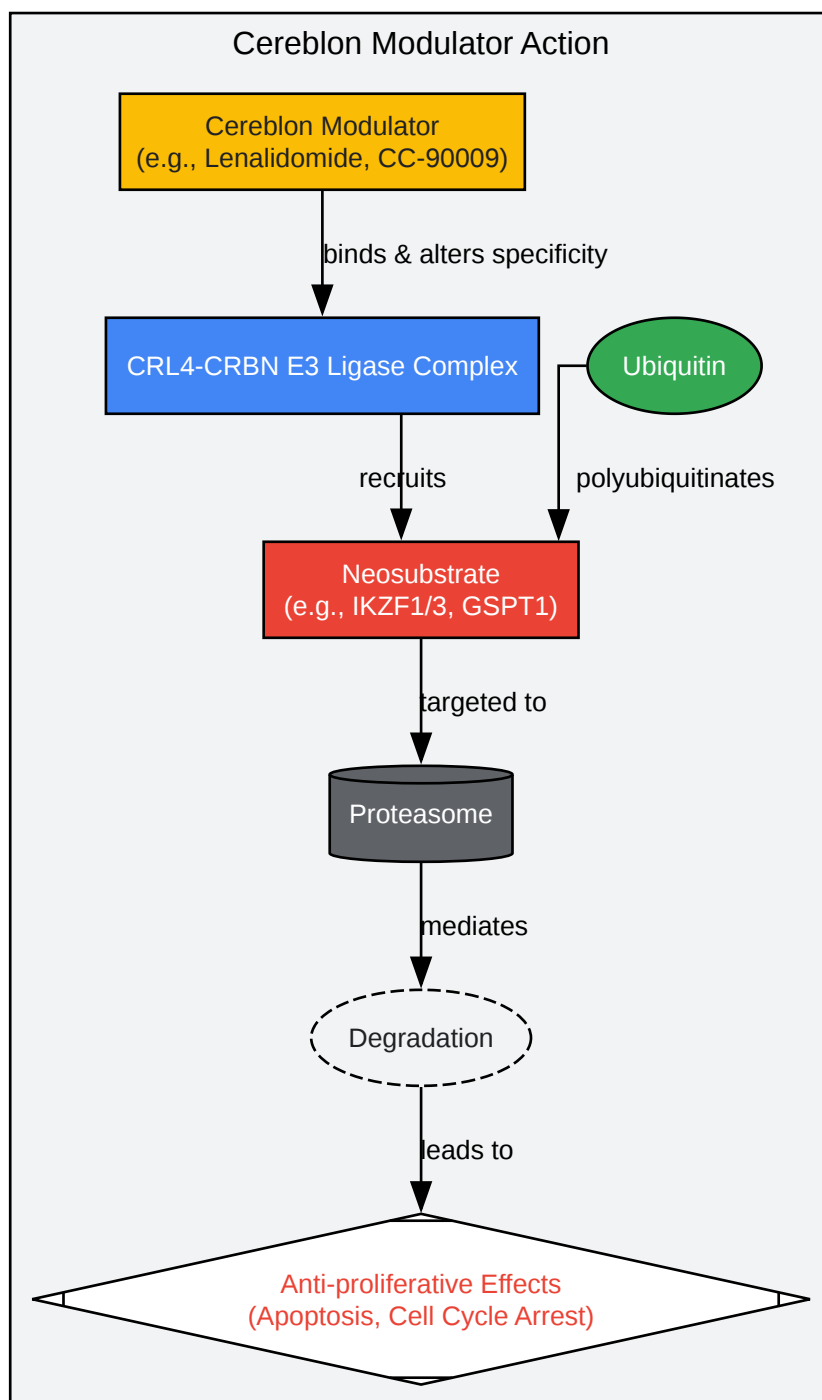 Cereblon Modulator Action
Cereblon Modulator
(e.g., Lenalidomide, CC-90009)
binds & alters specificity
CRL4-CRBN E3 Ligase Complex
Ubiquitin
recruits
polyubiquitinates
Neosubstrate
(e.g., IKZF1/3, GSPT1)
targeted to
Proteasome
mediates
Degradation
leads to
Anti-proliferative Effects
(Apoptosis, Cell Cycle Arrest)